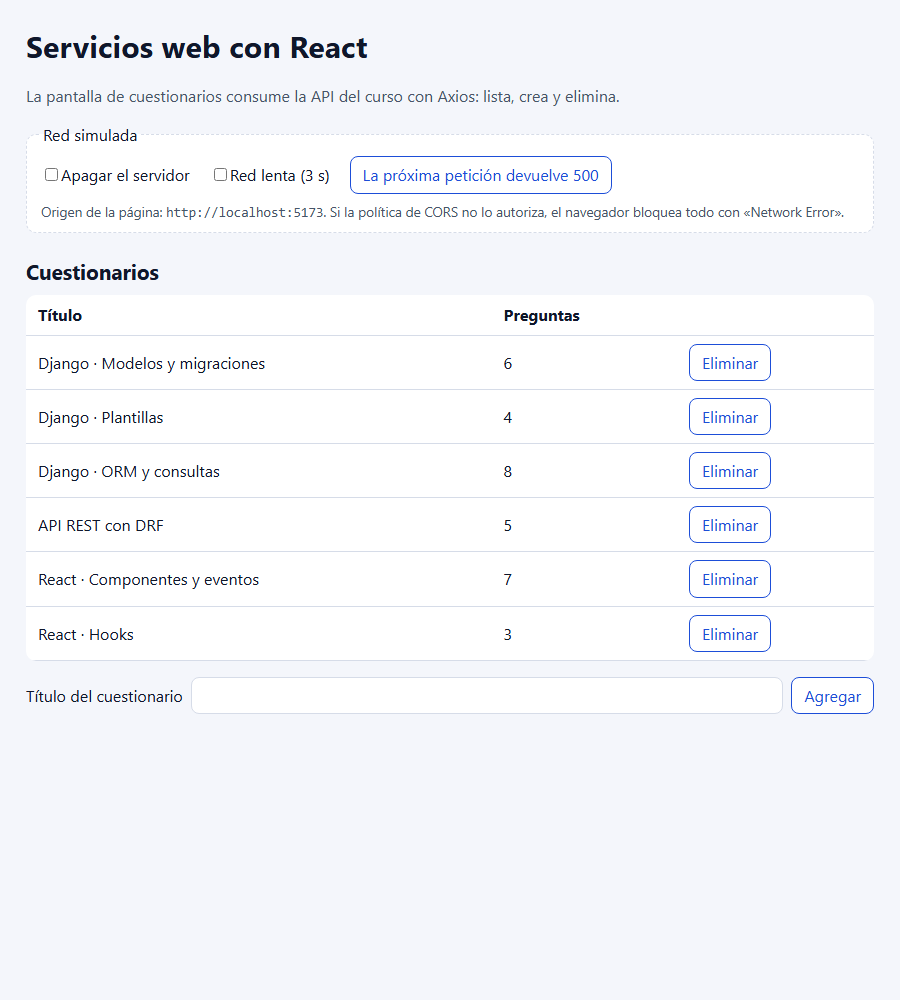 Servicios web con React
La pantalla de cuestionarios consume la API del curso con Axios: lista, crea y elimina.
Red simulada
Apagar el servidor Red lenta (3 s) La próxima petición devuelve 500
Origen de la página: http://localhost:5173. Si la política de CORS no lo autoriza, el navegador bloquea todo con «Network Error».
Cuestionarios
Título Preguntas
Django · Modelos y migraciones 6 Eliminar
Django · Plantillas 4 Eliminar
Django · ORM y consultas 8 Eliminar
API REST con DRF 5 Eliminar
React · Componentes y eventos 7 Eliminar
React · Hooks 3 Eliminar
Título del cuestionario Agregar